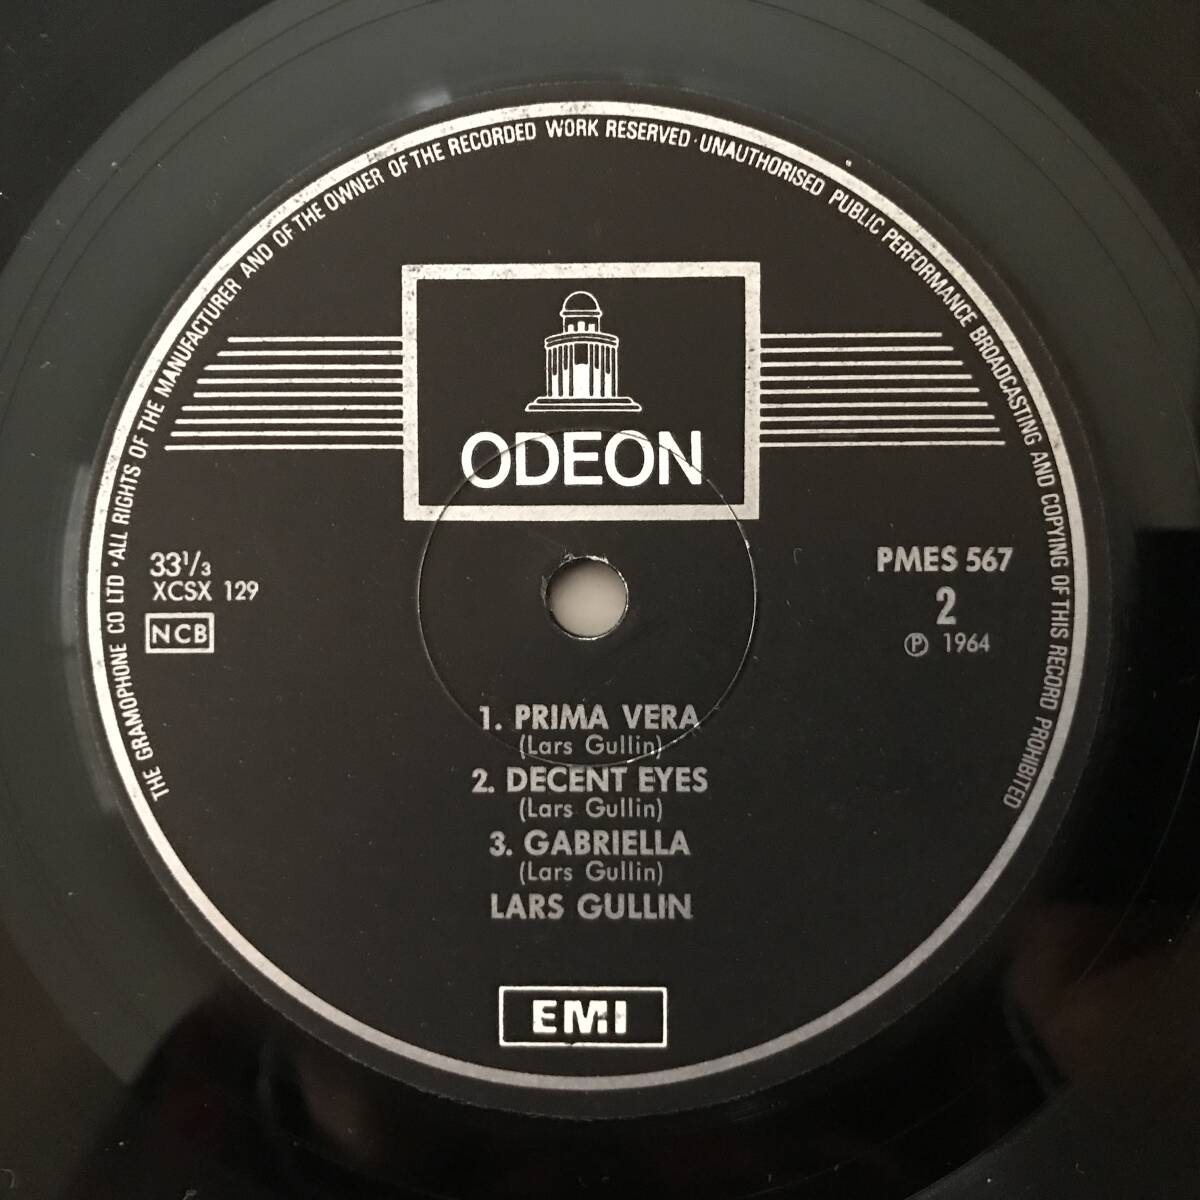 THE GRAMOPHONE CO LTD · ALL RIGHTS OF THE MANUFACTURER AND OF THE OWNER OF THE RECORDED WORK RESERVED · UNAUTHORISED PUBLIC PERFORMANCE BROADCASTING AND COPYING OF THIS RECORD PROHIBITED
ODEON
33⅓
XCSX 129
NCB
PMES 567
2
Ⓟ 1964
1. PRIMA VERA
(Lars Gullin)
2. DECENT EYES
(Lars Gullin)
3. GABRIELLA
(Lars Gullin)
LARS GULLIN
EMI